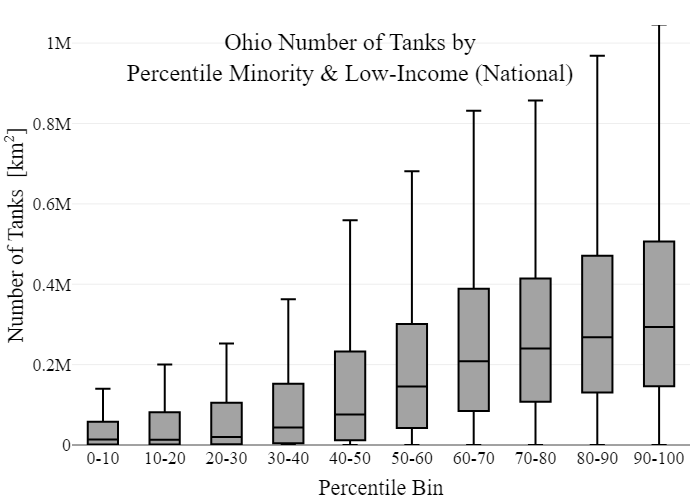 Ohio Number of Tanks by
Percentile Minority & Low-Income (National)
Number of Tanks [km²]
1M
0.8M
0.6M
0.4M
0.2M
0
0-10 10-20 20-30 30-40 40-50 50-60 60-70 70-80 80-90 90-100
Percentile Bin